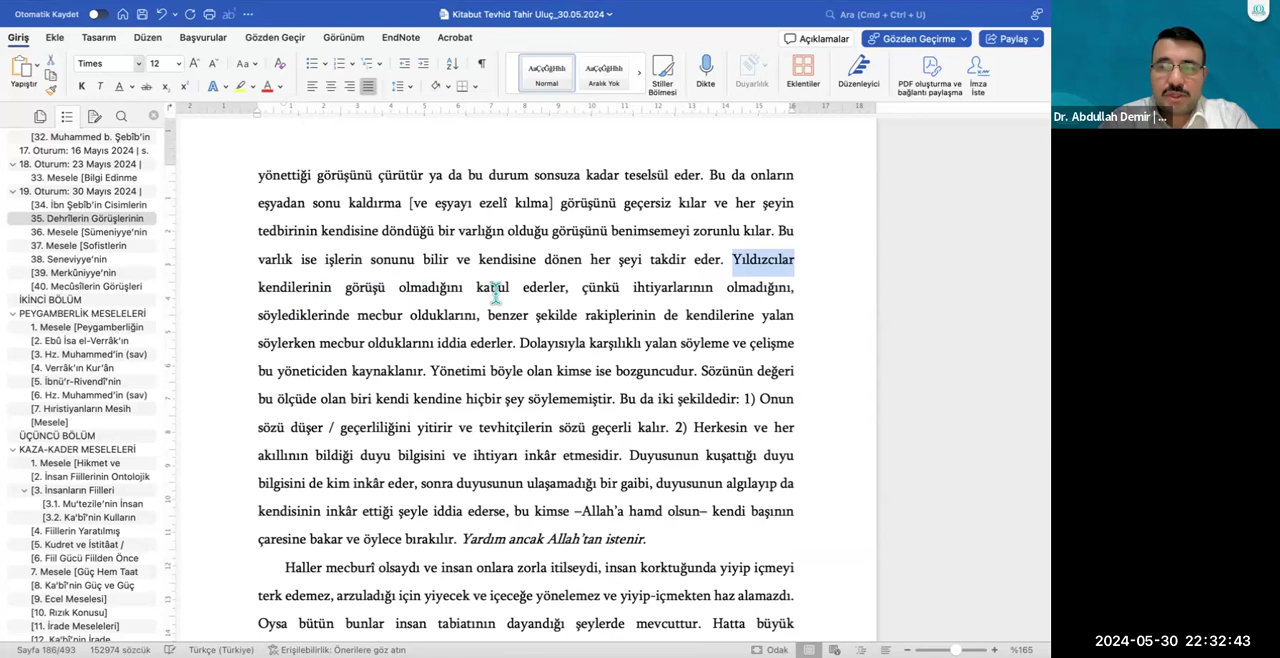 Otomatik Kaydet
Kitabut Tevhid Tahir Uluç_30.05.2024
Ara (Cmd + Ctrl + U)
Giriş Ekle Tasarım Düzen Başvurular Gözden Geçir Görünüm EndNote Acrobat
Açıklamalar Gözden Geçirme Paylaş
Yapıştır
Times 12
AaÇçĞğHhİı AaÇçĞğHhİı
Normal Aralık Yok
Stiller Bölmesi
Dikte
Duyarlılık
Eklentiler
Düzenleyici
PDF oluşturma ve bağlantı paylaşma
İmza İste
Dr. Abdullah Demir | ...
[32. Muhammed b. Şebîb'in
17. Oturum: 16 Mayıs 2024 | s.
18. Oturum: 23 Mayıs 2024 |
33. Mesele [Bilgi Edinme
19. Oturum: 30 Mayıs 2024 |
[34. İbn Şebîb'in Cisimlerin
35. Dehrîlerin Görüşlerinin
36. Mesele [Sümeniyye'nin
37. Mesele [Sofistlerin
38. Seneviyye'nin
[39. Merkûniyye'nin
[40. Mecûsîlerin Görüşleri
İKİNCİ BÖLÜM
PEYGAMBERLİK MESELELERİ
1. Mesele [Peygamberliğin
[2. Ebû İsa el-Verrâk'ın
[3. Hz. Muhammed'in (sav)
[4. Verrâk'ın Kur'ân
[5. İbnü'r-Rivendî'nin
[6. Hz. Muhammed'in (sav)
[7. Hıristiyanların Mesih
[Mesele]
ÜÇÜNCÜ BÖLÜM
KAZA-KADER MESELELERİ
1. Mesele [Hikmet ve
[2. İnsan Fiillerinin Ontolojik
[3. İnsanların Fiilleri
[3.1. Mu'tezile'nin İnsan
[3.2. Ka'bî'nin Kulların
[4. Fiillerin Yaratılmış
[5. Kudret ve İstitâat /
[6. Fiil Gücü Fiilden Önce
7. Mesele [Güç Hem Taat
[8. Ka'bî'nin Güç ve Güç
[9. Ecel Meselesi]
[10. Rızık Konusu]
[11. İrade Meseleleri]
[12. Ka'bî'nin İrade
yönettiği görüşünü çürütür ya da bu durum sonsuza kadar teselsül eder. Bu da onların
eşyadan sonu kaldırma [ve eşyayı ezelî kılma] görüşünü geçersiz kılar ve her şeyin
tedbirinin kendisine döndüğü bir varlığın olduğu görüşünü benimsemeyi zorunlu kılar. Bu
varlık ise işlerin sonunu bilir ve kendisine dönen her şeyi takdir eder. Yıldızcılar
kendilerinin görüşü olmadığını kabul ederler, çünkü ihtiyarlarının olmadığını,
söylediklerinde mecbur olduklarını, benzer şekilde rakiplerinin de kendilerine yalan
söylerken mecbur olduklarını iddia ederler. Dolayısıyla karşılıklı yalan söyleme ve çelişme
bu yöneticiden kaynaklanır. Yönetimi böyle olan kimse ise bozguncudur. Sözünün değeri
bu ölçüde olan biri kendi kendine hiçbir şey söylememiştir. Bu da iki şekildedir: 1) Onun
sözü düşer / geçerliliğini yitirir ve tevhitçilerin sözü geçerli kalır. 2) Herkesin ve her
akıllının bildiği duyu bilgisini ve ihtiyarı inkâr etmesidir. Duyusunun kuşattığı duyu
bilgisini de kim inkâr eder, sonra duyusunun ulaşamadığı bir gaibi, duyusunun algılayıp da
kendisinin inkâr ettiği şeyle iddia ederse, bu kimse –Allah'a hamd olsun– kendi başının
çaresine bakar ve öylece bırakılır. Yardım ancak Allah'tan istenir.
Haller mecburî olsaydı ve insan onlara zorla itilseydi, insan korktuğunda yiyip içmeyi
terk edemez, arzuladığı için yiyecek ve içeceğe yönelemez ve yiyip-içmekten haz alamazdı.
Oysa bütün bunlar insan tabiatının dayandığı şeylerde mevcuttur. Hatta büyük
Sayfa 186/493 152974 sözcük Türkçe (Türkiye) Erişilebilirlik: Önerilere göz atın Odak %165
2024-05-30 22:32:43